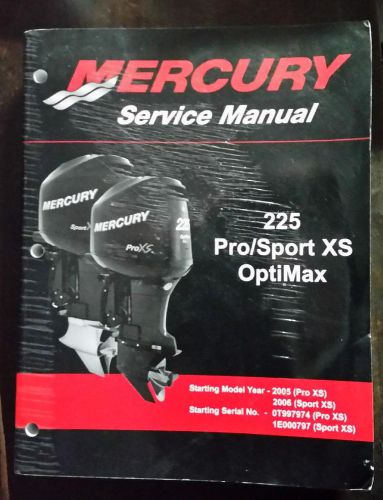 MERCURY
Service Manual
225
Pro/Sport XS
OptiMax
MERCURY
Sport X
MERCURY
225
ProXS
Starting Model Year - 2005 (Pro XS)
2006 (Sport XS)
Starting Serial No. - 0T997974 (Pro XS)
1E000797 (Sport XS)